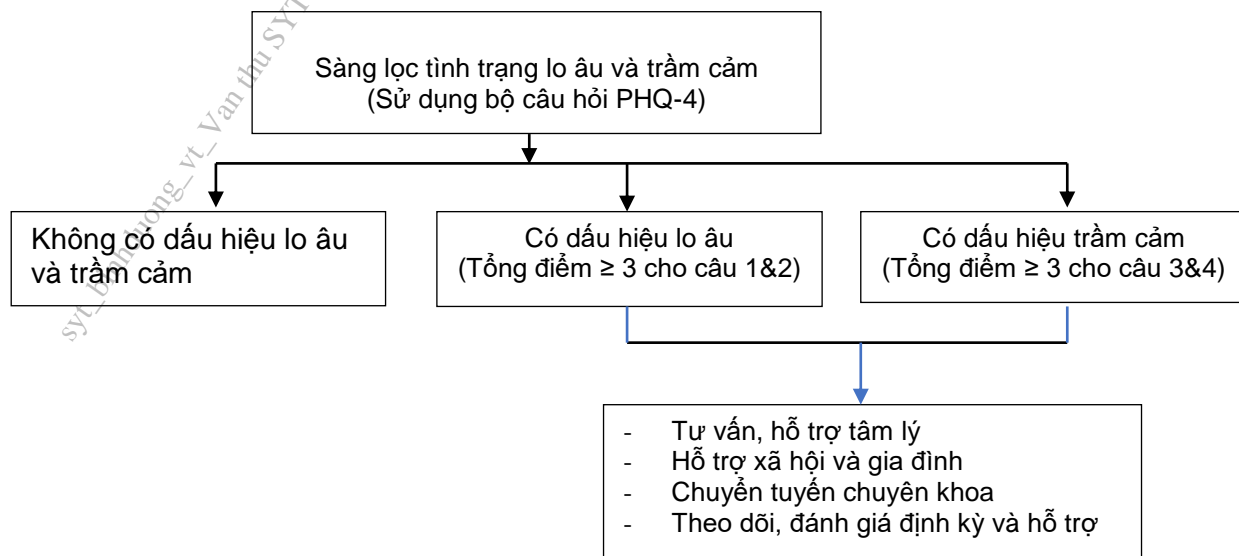 Sàng lọc tình trạng lo âu và trầm cảm
(Sử dụng bộ câu hỏi PHQ-4)
Không có dấu hiệu lo âu
và trầm cảm
Có dấu hiệu lo âu
(Tổng điểm ≥ 3 cho câu 1&2)
Có dấu hiệu trầm cảm
(Tổng điểm ≥ 3 cho câu 3&4)
- Tư vấn, hỗ trợ tâm lý
- Hỗ trợ xã hội và gia đình
- Chuyển tuyến chuyên khoa
- Theo dõi, đánh giá định kỳ và hỗ trợ
syt_binhduong_vt_Van thu SYT